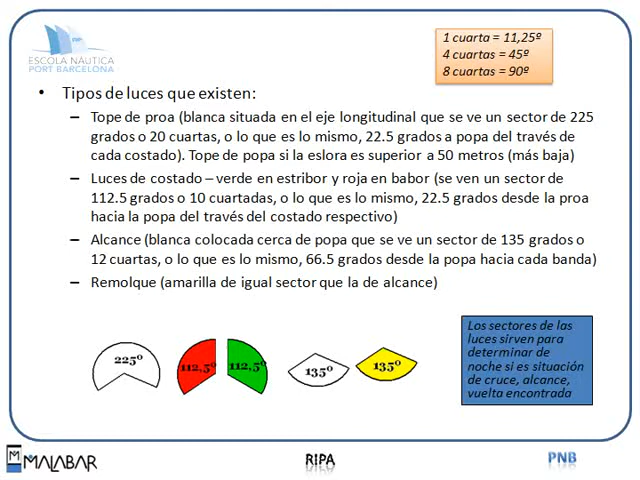 ESCOLA NÀUTICA
PORT BARCELONA
1 cuarta = 11,25º
4 cuartas = 45º
8 cuartas = 90º
• Tipos de luces que existen:
– Tope de proa (blanca situada en el eje longitudinal que se ve un sector de 225
grados o 20 cuartas, o lo que es lo mismo, 22.5 grados a popa del través de
cada costado). Tope de popa si la eslora es superior a 50 metros (más baja)
– Luces de costado – verde en estribor y roja en babor (se ven un sector de
112.5 grados o 10 cuartadas, o lo que es lo mismo, 22.5 grados desde la proa
hacia la popa del través del costado respectivo)
– Alcance (blanca colocada cerca de popa que se ve un sector de 135 grados o
12 cuartas, o lo que es lo mismo, 66.5 grados desde la popa hacia cada banda)
– Remolque (amarilla de igual sector que la de alcance)
225º
112,5º
112,5º
135º
135º
Los sectores de las
luces sirven para
determinar de
noche si es situación
de cruce, alcance,
vuelta encontrada
MALABAR
RIPA
PNB